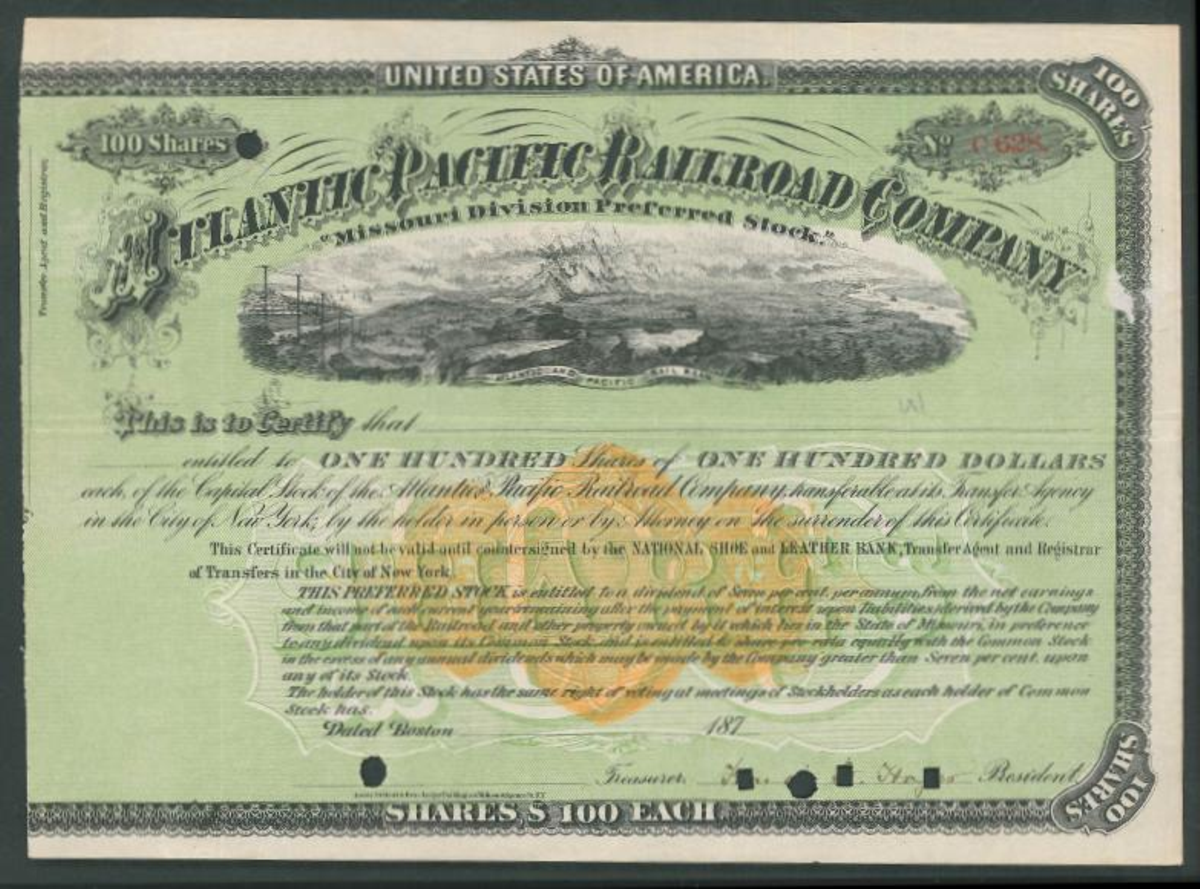 UNITED STATES OF AMERICA.
100 SHARES
100 Shares
No. C 628.
ATLANTIC & PACIFIC RAILROAD COMPANY
"Missouri Division Preferred Stock."
Transfer Agent and Registrar.
ATLANTIC AND PACIFIC RAIL ROAD
This is to Certify that
entitled to ONE HUNDRED Shares of ONE HUNDRED DOLLARS
each, of the Capital Stock of the Atlantic & Pacific Railroad Company, transferable at its Transfer Agency
in the City of New York, by the holder in person or by Attorney on the surrender of this Certificate.
This Certificate will not be valid until countersigned by the NATIONAL SHOE and LEATHER BANK, Transfer Agent and Registrar
of Transfers in the City of New York.
THIS PREFERRED STOCK is entitled to a dividend of Seven per cent. per annum, from the net earnings
and income of each current year remaining after the payment of interest upon liabilities, derived by the Company
from that part of the Railroad and other property owned by it which lies in the State of Missouri, in preference
to any dividend upon its Common Stock and is entitled to share pro rata equally with the Common Stock
in the excess of any annual dividends which may be made by the Company greater than Seven per cent. upon
any of its Stock.
The holder of this Stock has the same right of voting at meetings of Stockholders as each holder of Common
Stock has.
Dated Boston 187
Treasurer. President.
SHARES $ 100 EACH
100 SHARES